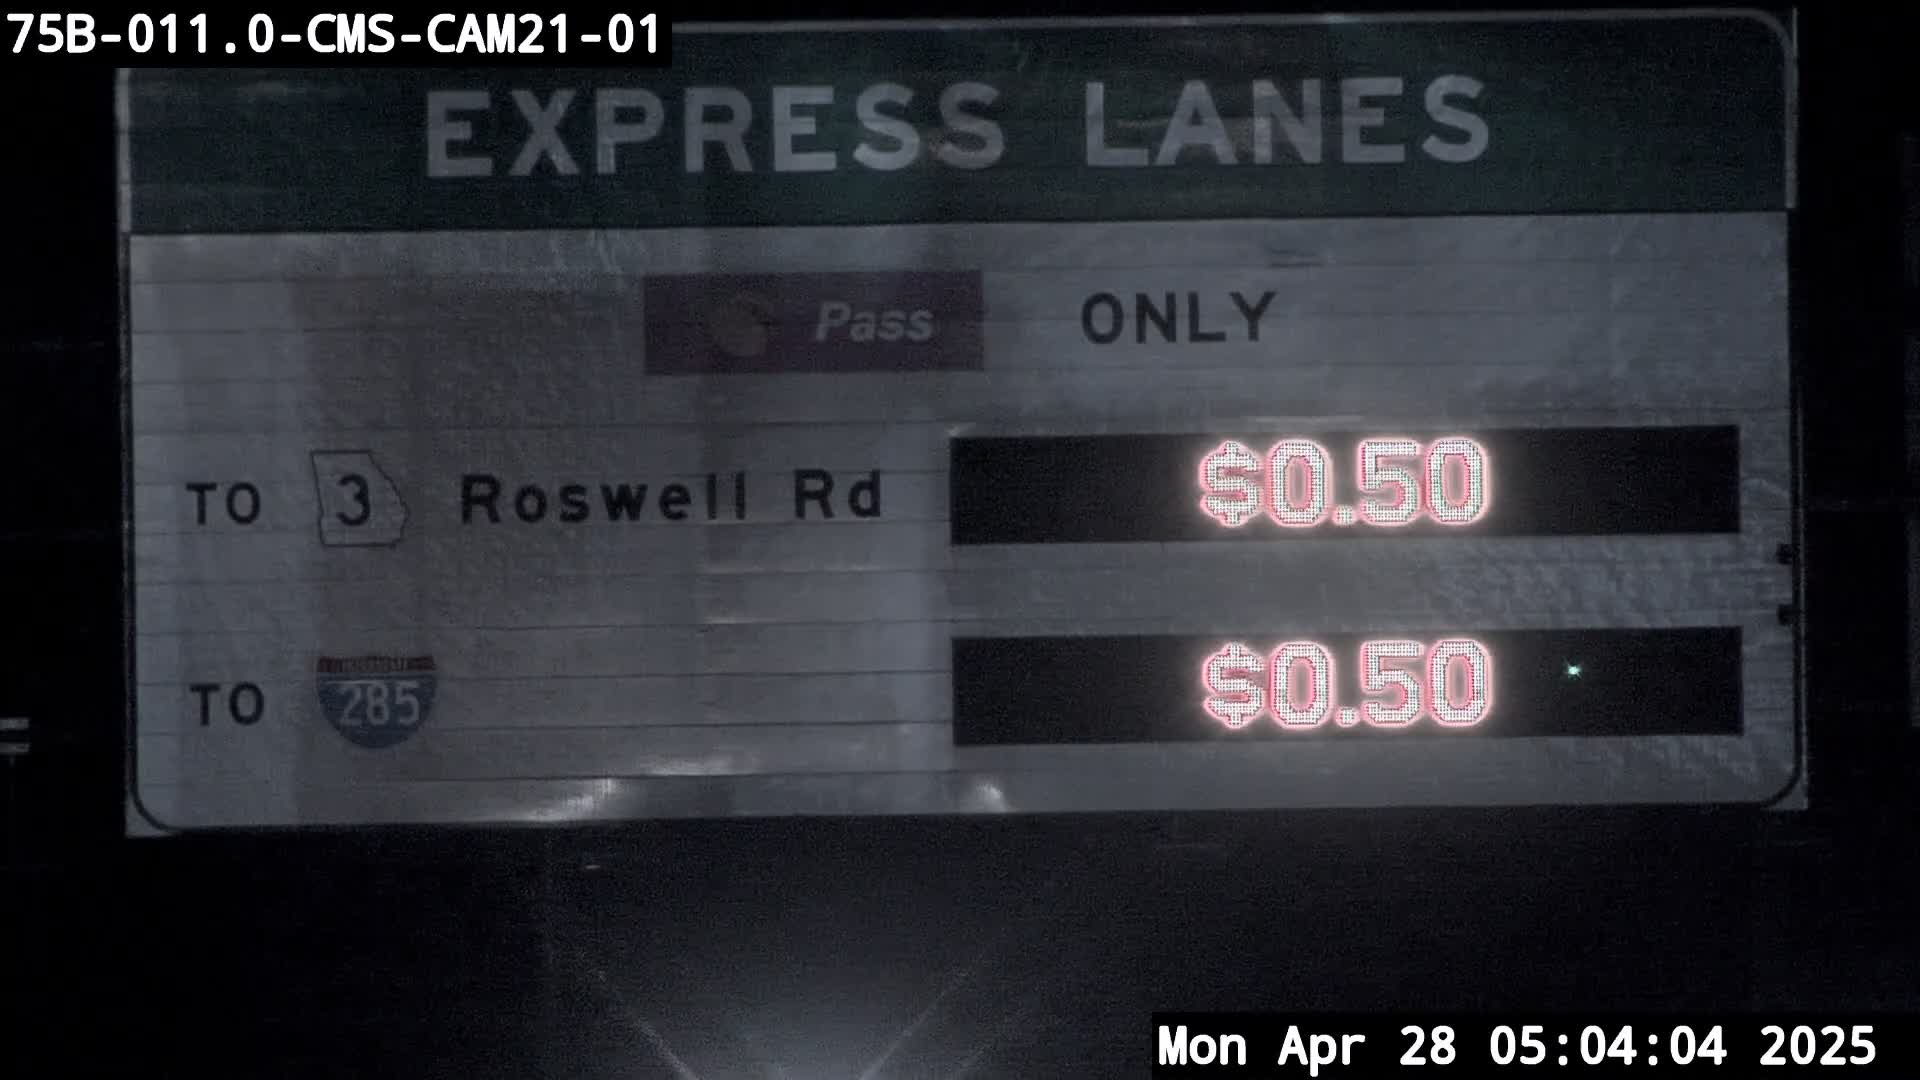 75B-011.0-CMS-CAM21-01
EXPRESS LANES
Pass ONLY
TO 3 Roswell Rd $0.50
TO 285 $0.50
Mon Apr 28 05:04:04 2025